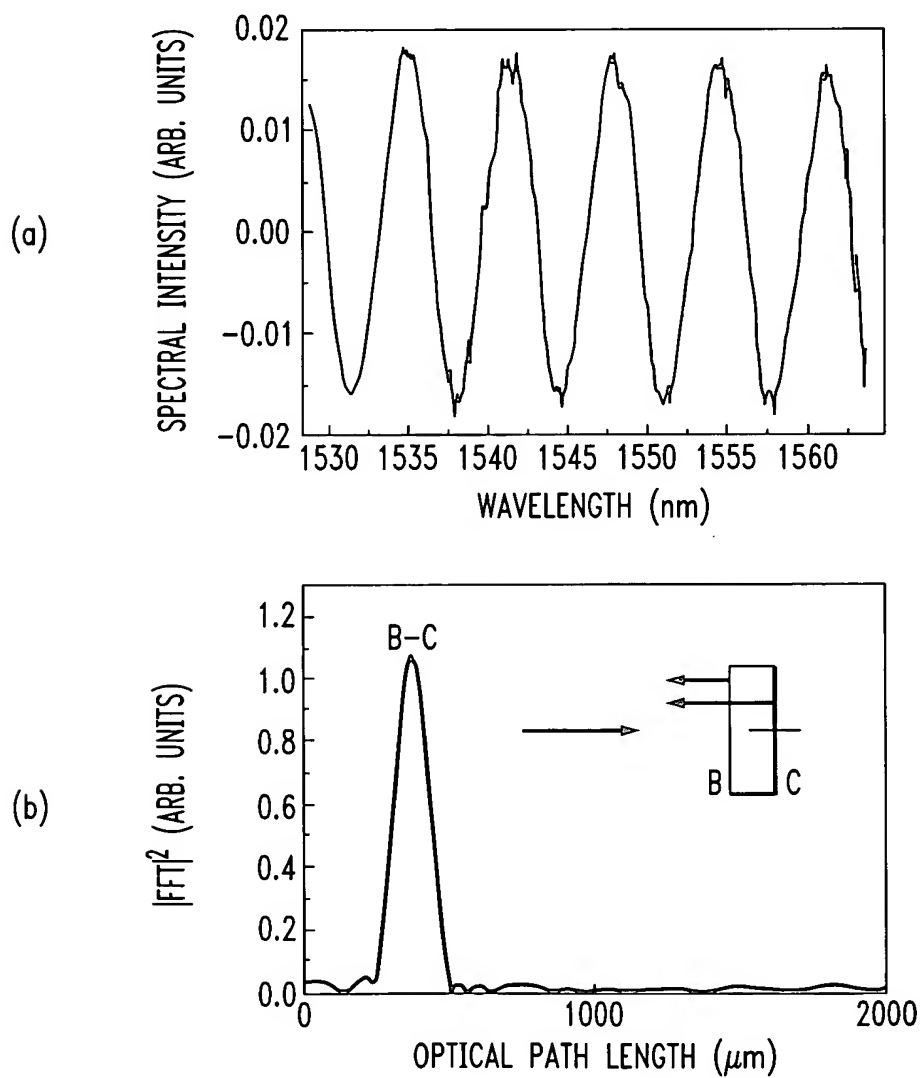 (a)
SPECTRAL INTENSITY (ARB. UNITS)
0.02
0.01
0.00
-0.01
-0.02
1530 1535 1540 1545 1550 1555 1560
WAVELENGTH (nm)
(b)
|FFT|² (ARB. UNITS)
1.2
1.0
0.8
0.6
0.4
0.2
0.0
B-C
B C
0 1000 2000
OPTICAL PATH LENGTH (μm)